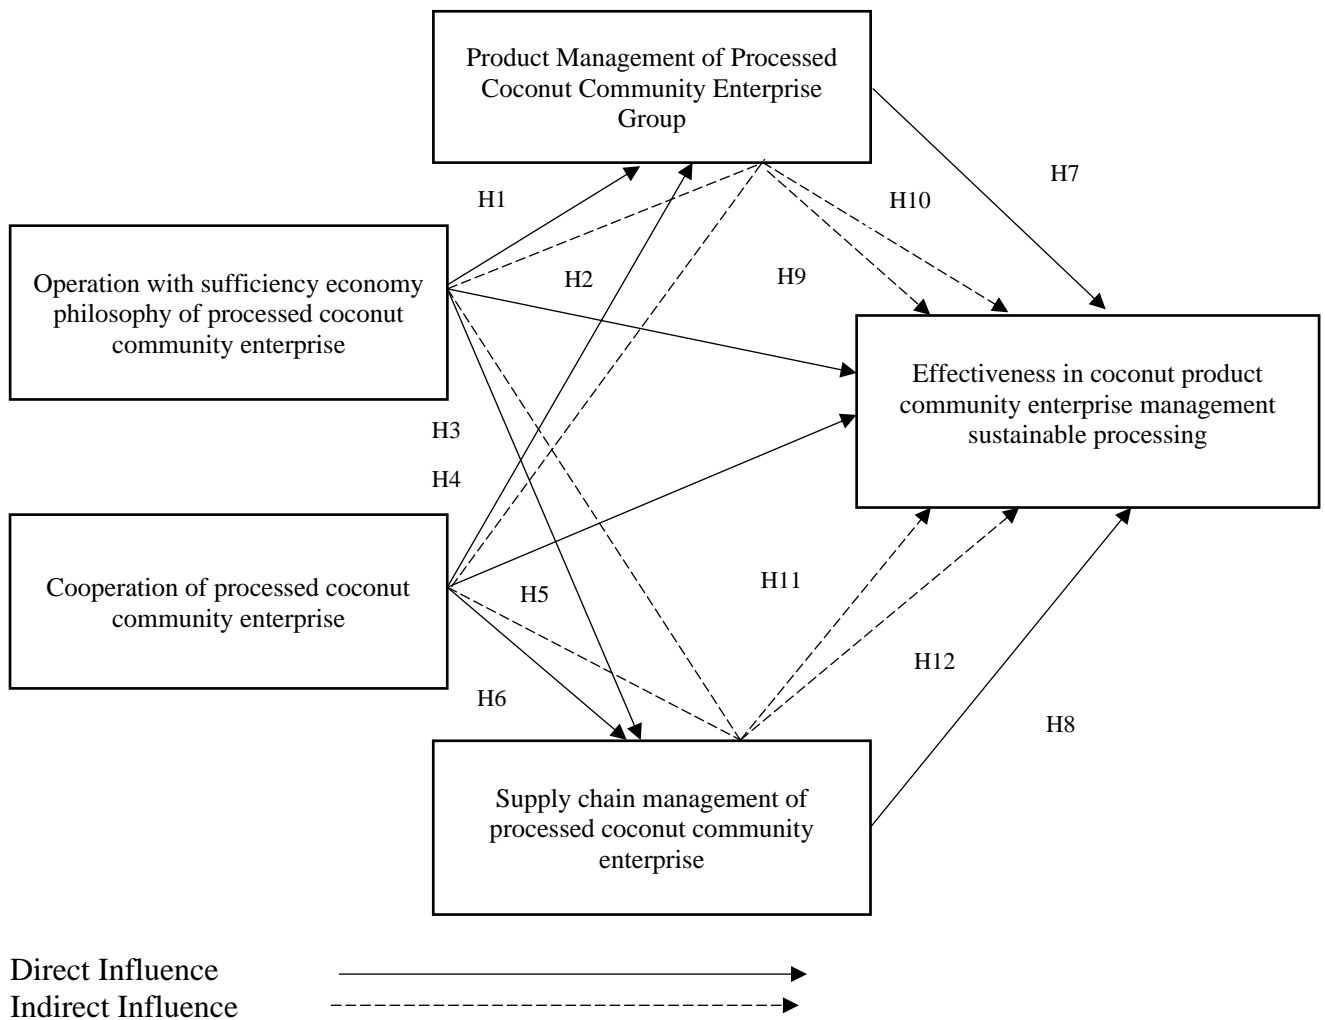 Product Management of Processed
Coconut Community Enterprise
Group
H7
H1
H10
Operation with sufficiency economy
philosophy of processed coconut
community enterprise
H2
H9
Effectiveness in coconut product
community enterprise management
sustainable processing
H3
H4
Cooperation of processed coconut
community enterprise
H5
H11
H12
H6
H8
Supply chain management of
processed coconut community
enterprise
Direct Influence
Indirect Influence